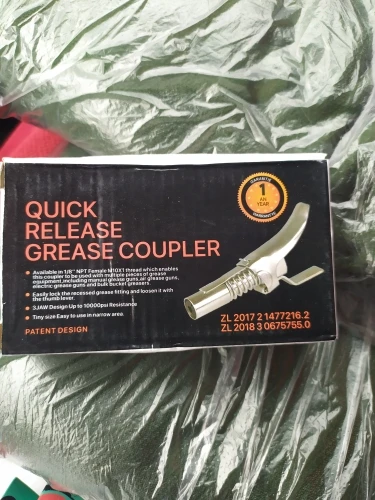 QUICK
RELEASE
GREASE COUPLER
1
AN
YEAR
Available in 1/8'' NPT Female M10X1 thread which enables
this coupler to be used with multiple pieces of grease
equipment,including manual grease guns,air grease guns,
electric grease guns and bulk bucket greasers.
Easily lock the recessed grease fitting and loosen it with
the thumb lever.
3JAW Design Up to 10000psi Resistance
Tiny size Easy to use in narrow area.
PATENT DESIGN
ZL 2017 2 1477216.2
ZL 2018 3 0675755.0